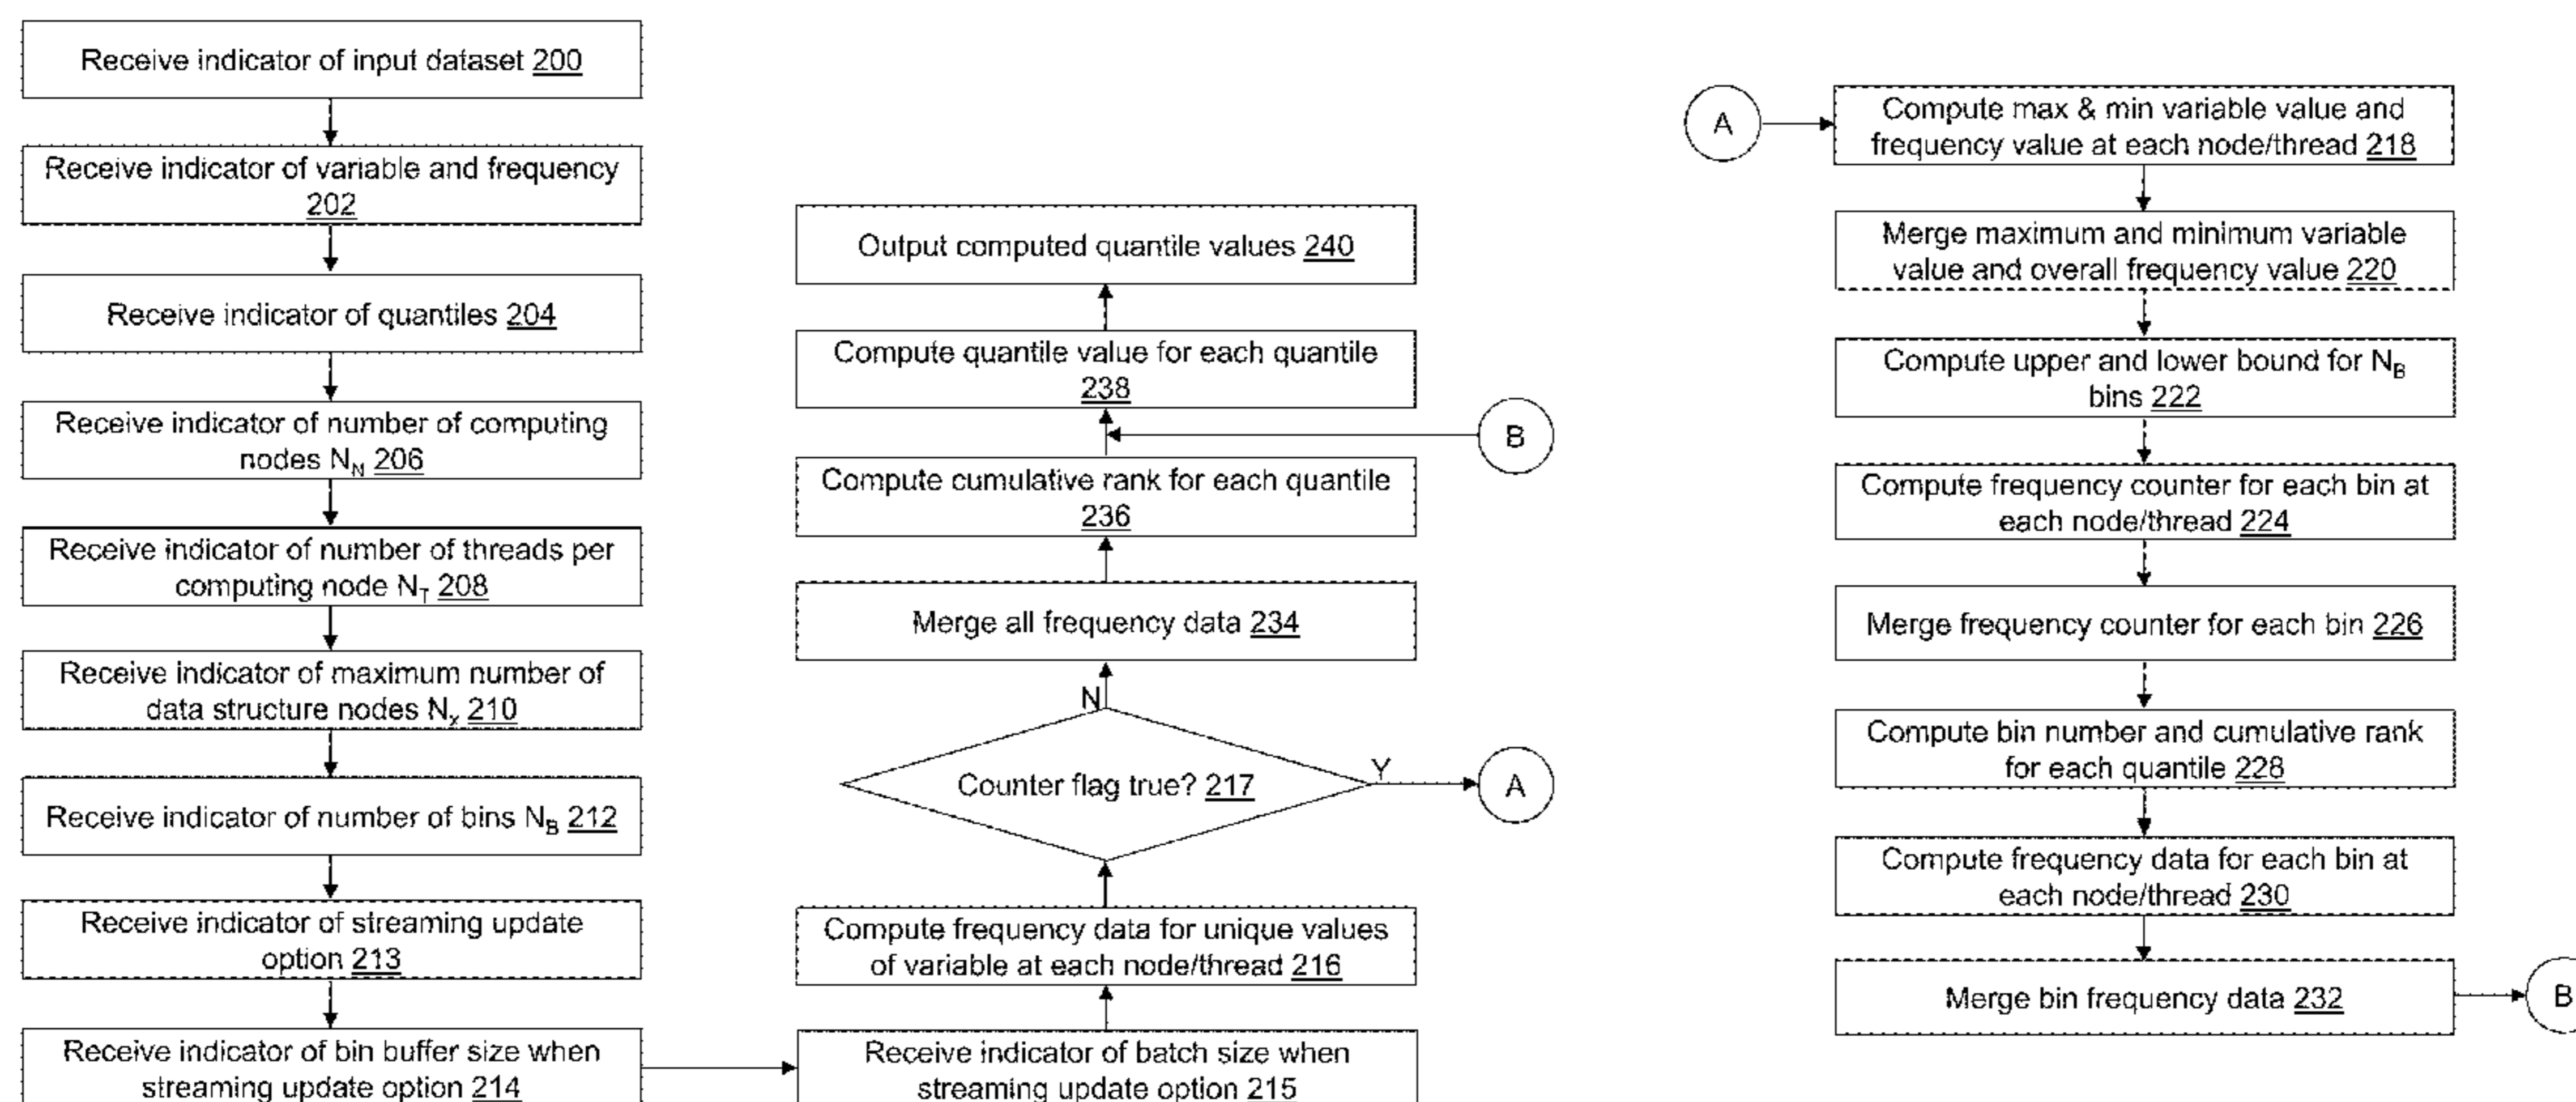 Receive indicator of input dataset 200
Receive indicator of variable and frequency
202
Receive indicator of quantiles 204
Receive indicator of number of computing
nodes N_N 206
Receive indicator of number of threads per
computing node N_T 208
Receive indicator of maximum number of
data structure nodes N_x 210
Receive indicator of number of bins N_B 212
Receive indicator of streaming update
option 213
Receive indicator of bin buffer size when
streaming update option 214
Receive indicator of batch size when
streaming update option 215
Compute frequency data for unique values
of variable at each node/thread 216
Counter flag true? 217
Y
A
N
Merge all frequency data 234
Compute cumulative rank for each quantile
236
B
Compute quantile value for each quantile
238
Output computed quantile values 240
A
Compute max & min variable value and
frequency value at each node/thread 218
Merge maximum and minimum variable
value and overall frequency value 220
Compute upper and lower bound for N_B
bins 222
Compute frequency counter for each bin at
each node/thread 224
Merge frequency counter for each bin 226
Compute bin number and cumulative rank
for each quantile 228
Compute frequency data for each bin at
each node/thread 230
Merge bin frequency data 232
B